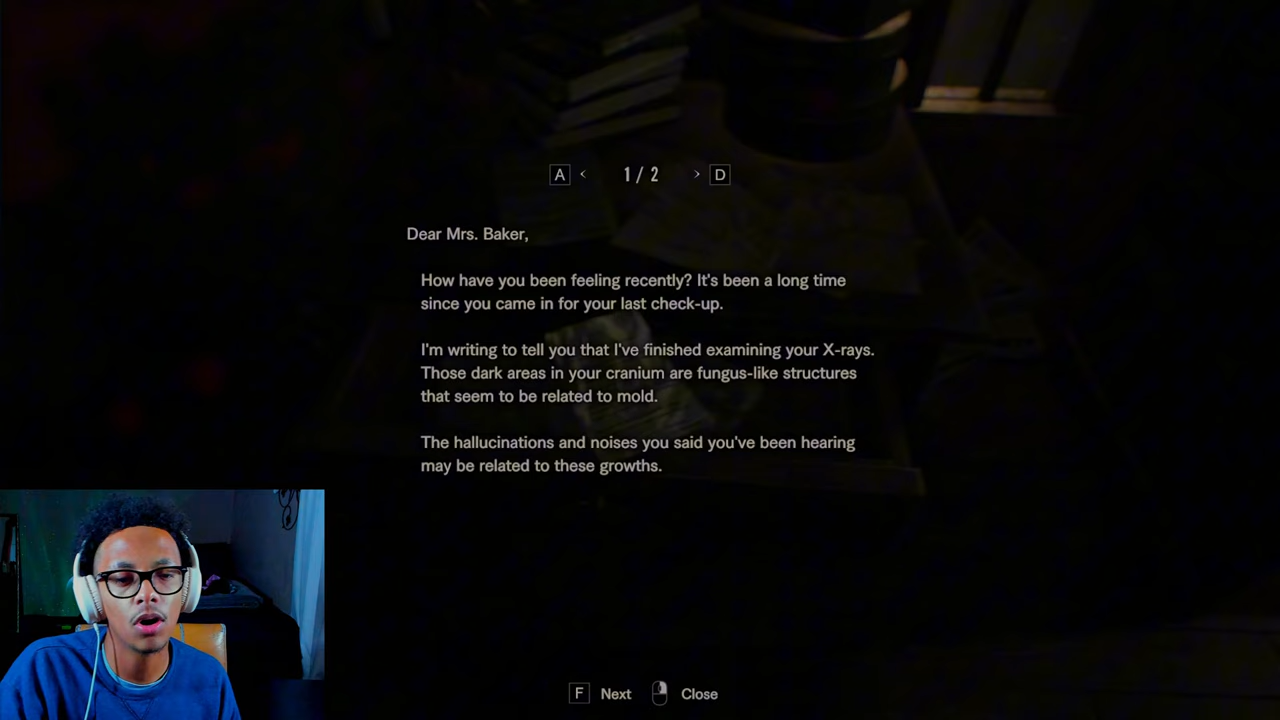 A < 1 / 2 > D
Dear Mrs. Baker,
How have you been feeling recently? It's been a long time
since you came in for your last check-up.
I'm writing to tell you that I've finished examining your X-rays.
Those dark areas in your cranium are fungus-like structures
that seem to be related to mold.
The hallucinations and noises you said you've been hearing
may be related to these growths.
F Next Close